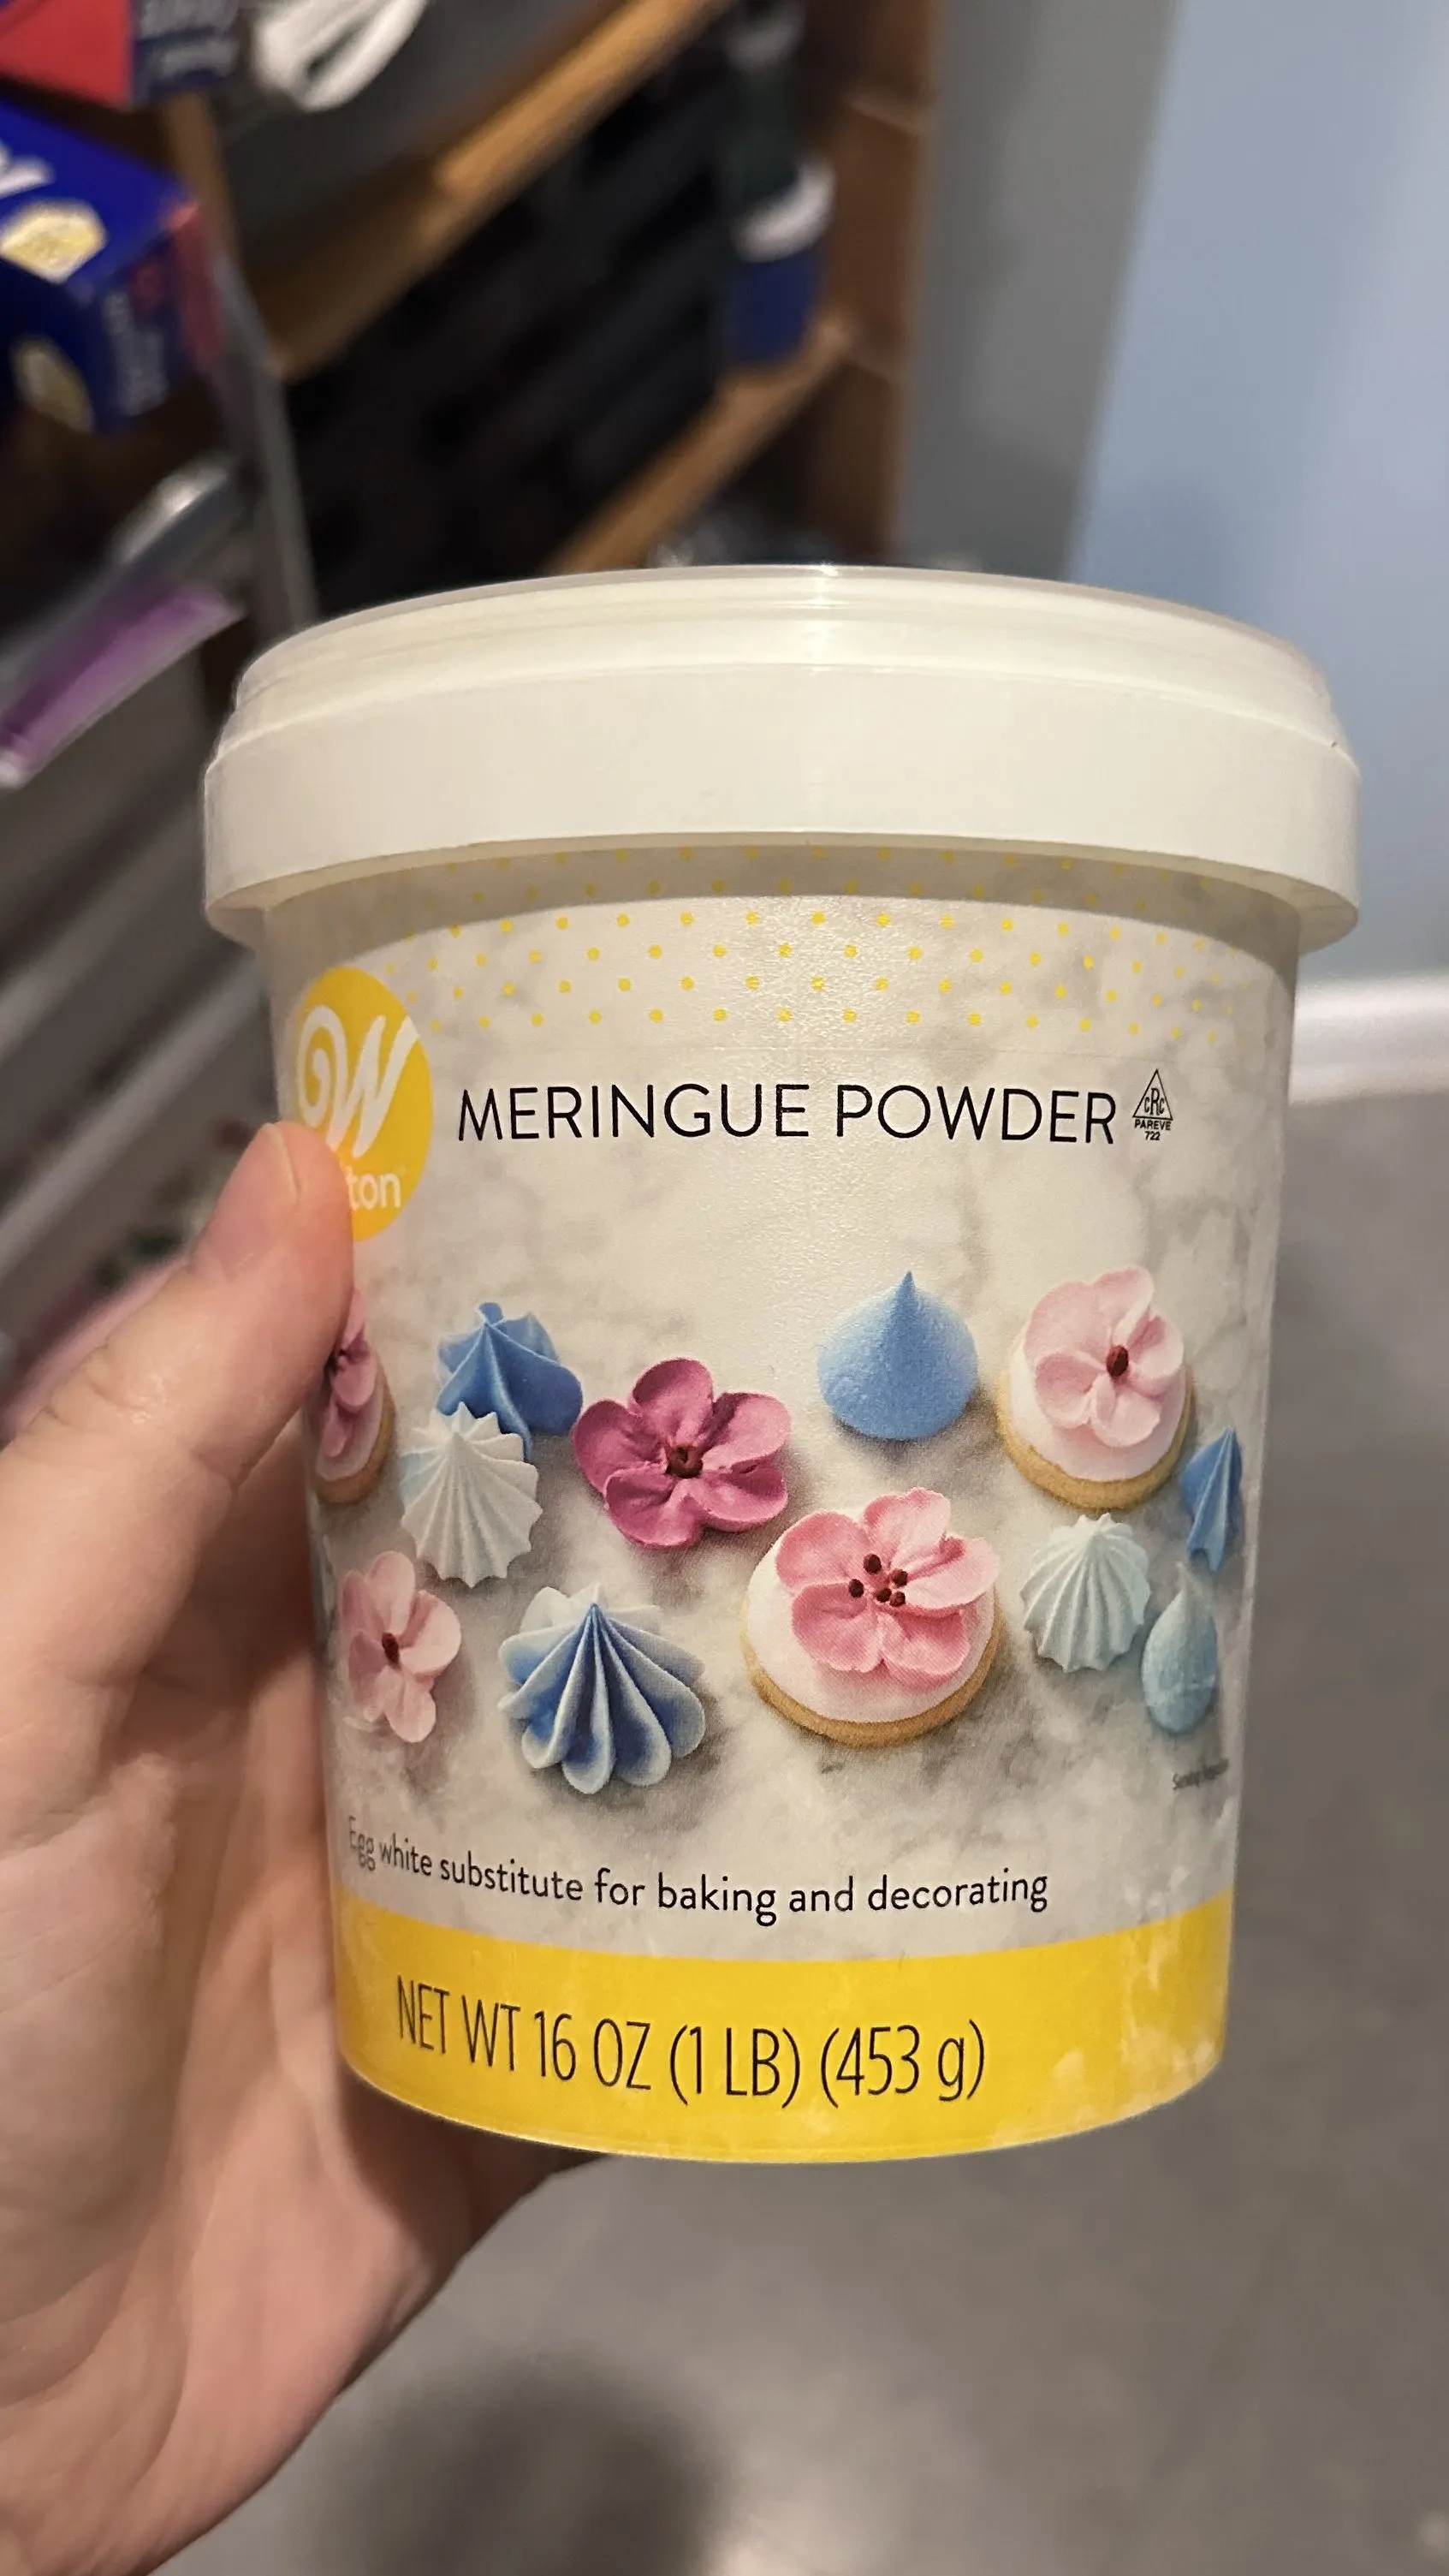 W
ton
MERINGUE POWDER
cRc
PAREVE
722
Egg white substitute for baking and decorating
NET WT 16 OZ (1 LB) (453 g)